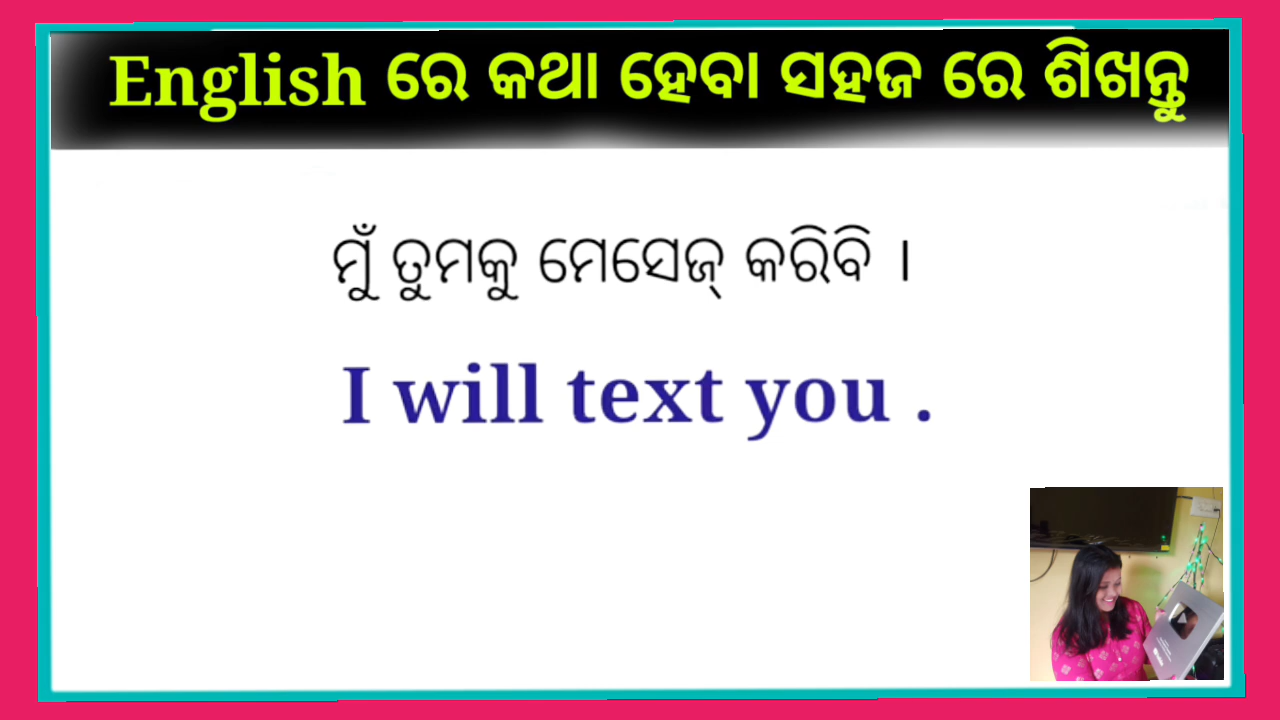 English ରେ କଥା ହେବା ସହଜ ରେ ଶିଖନ୍ତୁ
ମୁଁ ତୁମକୁ ମେସେଜ୍ କରିବି ।
I will text you .